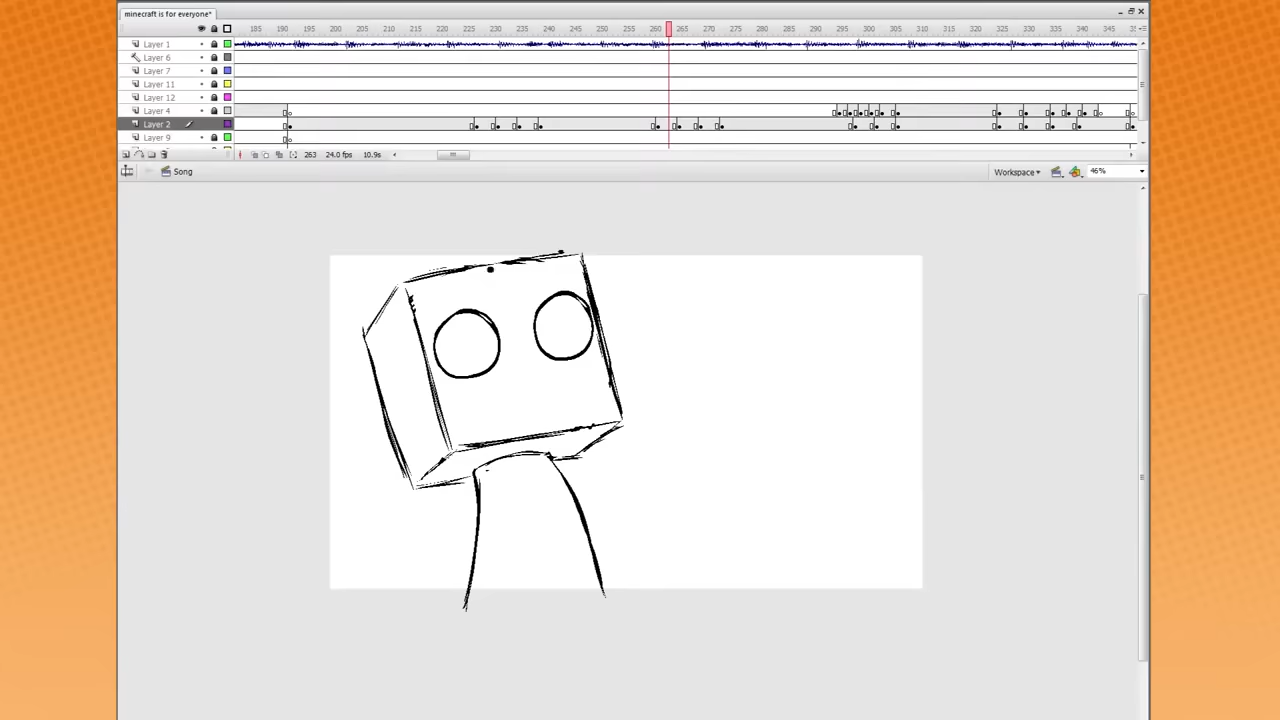 minecraft is for everyone*
185 190 195 200 205 210 215 220 225 230 235 240 245 250 255 260 265 270 275 280 285 290 295 300 305 310 315 320 325 330 335 340 345
Layer 1
Layer 6
Layer 7
Layer 11
Layer 12
Layer 4
Layer 2
Layer 9
263 24.0 fps 10.9s
Song Workspace 46%